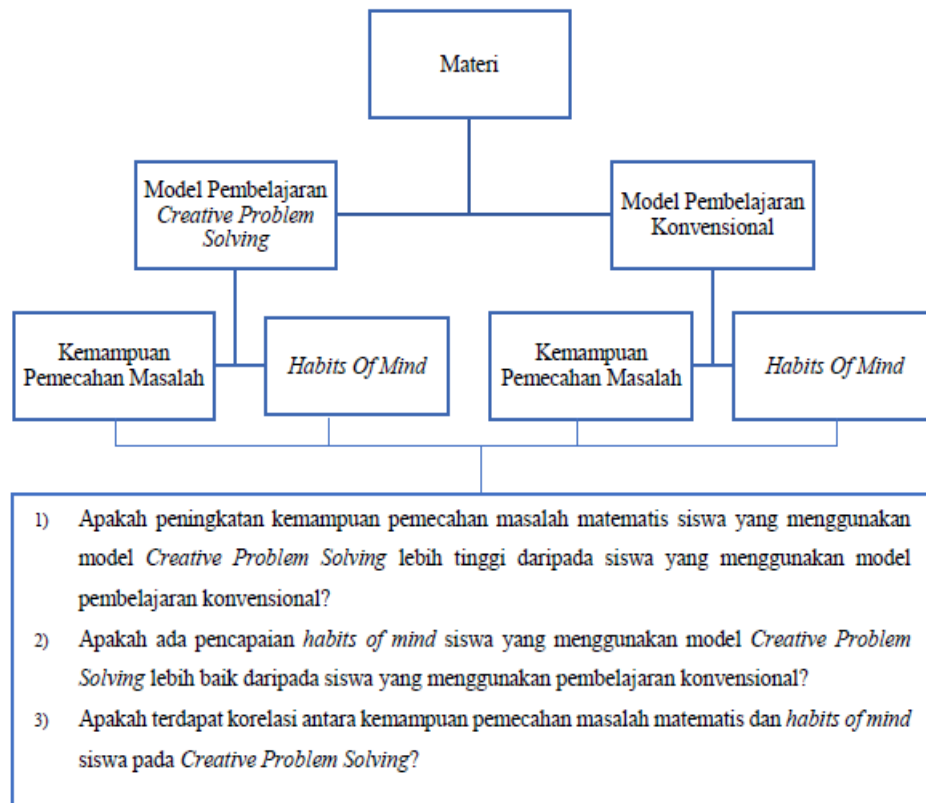 Materi
Model Pembelajaran
Creative Problem
Solving
Model Pembelajaran
Konvensional
Kemampuan
Pemecahan Masalah
Habits Of Mind
Kemampuan
Pemecahan Masalah
Habits Of Mind
1) Apakah peningkatan kemampuan pemecahan masalah matematis siswa yang menggunakan
model Creative Problem Solving lebih tinggi daripada siswa yang menggunakan model
pembelajaran konvensional?
2) Apakah ada pencapaian habits of mind siswa yang menggunakan model Creative Problem
Solving lebih baik daripada siswa yang menggunakan pembelajaran konvensional?
3) Apakah terdapat korelasi antara kemampuan pemecahan masalah matematis dan habits of mind
siswa pada Creative Problem Solving?